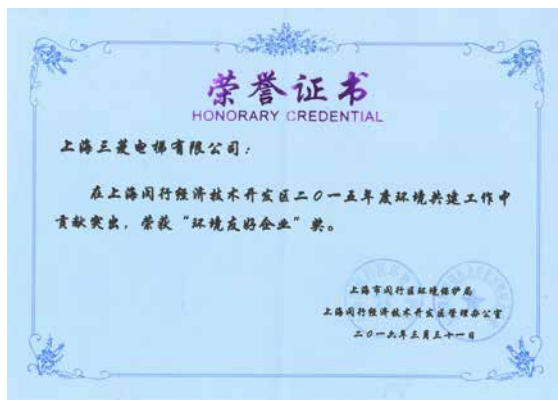 荣誉证书
HONORARY CREDENTIAL
上海三菱电梯有限公司：
在上海闵行经济技术开发区二〇一五年度环境共建工作中
贡献突出，荣获“环境友好企业”奖。
上海市闵行区环境保护局
上海闵行经济技术开发区管理办公室
二〇一六年三月三十一日